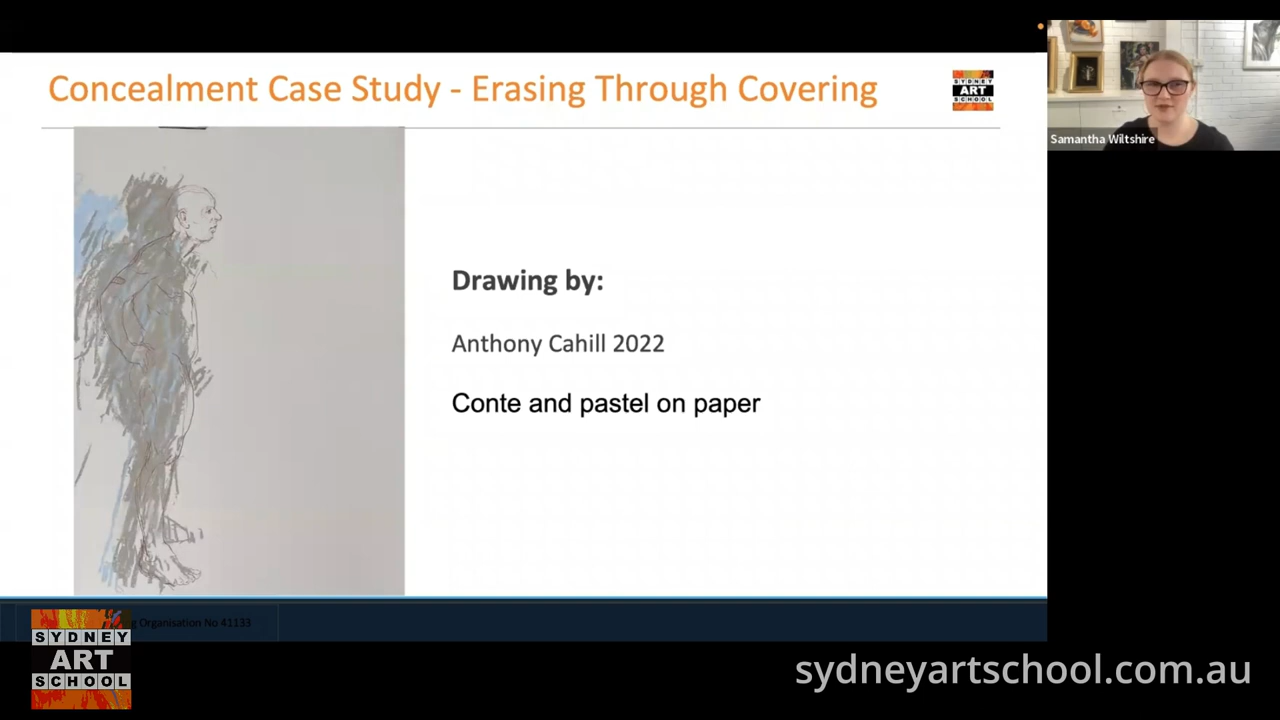 Concealment Case Study - Erasing Through Covering
SYDNEY
ART
SCHOOL
Samantha Wiltshire
Drawing by:
Anthony Cahill 2022
Conte and pastel on paper
Organisation No 41133
SYDNEY
ART
SCHOOL
sydneyartschool.com.au